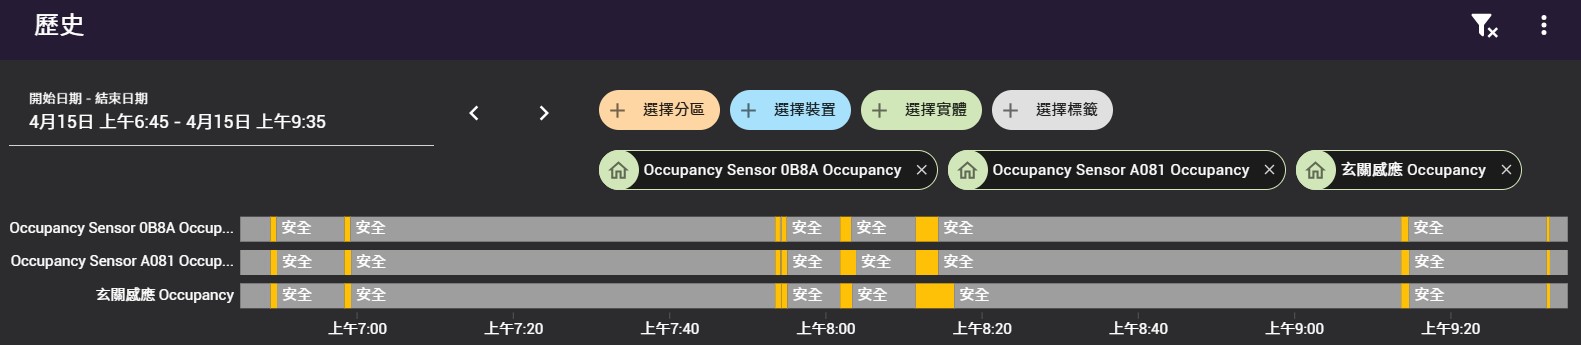 歷史
開始日期 - 結束日期
4月15日 上午6:45 - 4月15日 上午9:35
選擇分區
選擇裝置
選擇實體
選擇標籤
Occupancy Sensor 0B8A Occupancy
Occupancy Sensor A081 Occupancy
玄關感應 Occupancy
Occupancy Sensor 0B8A Occup... 安全 安全 安全 安全 安全 安全
Occupancy Sensor A081 Occup... 安全 安全 安全 安全 安全 安全
玄關感應 Occupancy 安全 安全 安全 安全 安全 安全
上午7:00 上午7:20 上午7:40 上午8:00 上午8:20 上午8:40 上午9:00 上午9:20